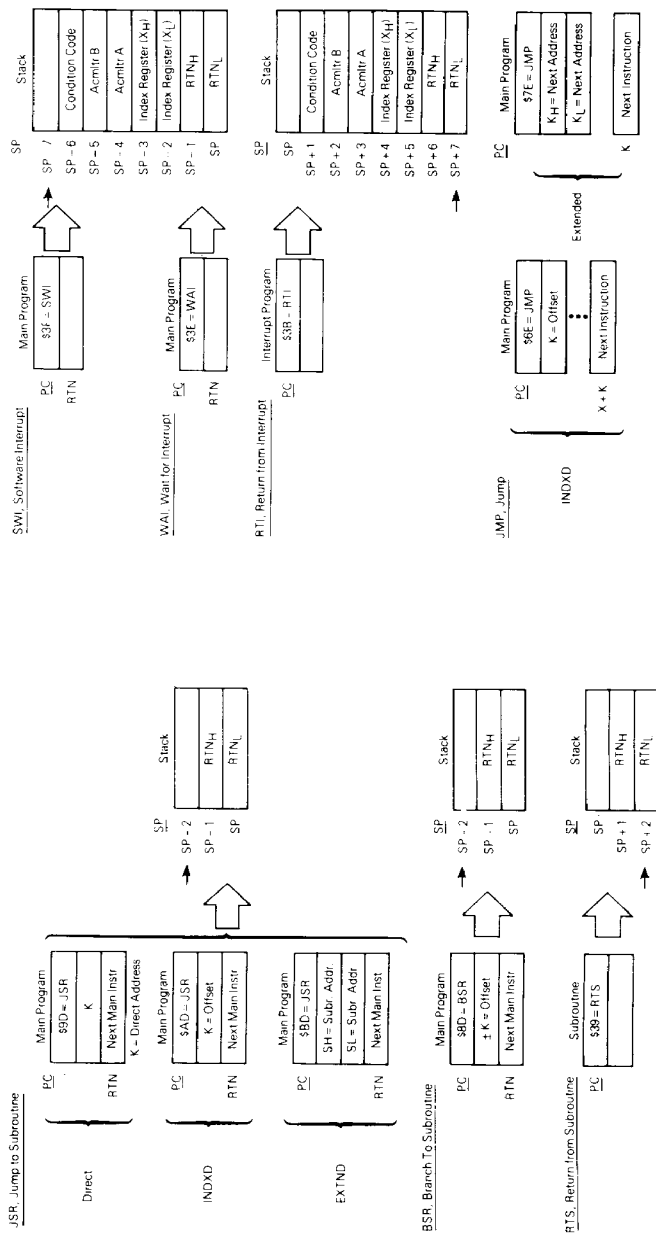 JSR, Jump to Subroutine
Direct
PC
Main Program
$9D = JSR
K
RTN
Next Main Instr
K = Direct Address
INDXD
PC
Main Program
$AD = JSR
K = Offset
RTN
Next Main Instr
EXTND
PC
Main Program
$BD = JSR
SH = Subr. Addr.
SL = Subr. Addr
RTN
Next Main Inst
SP
Stack
SP - 2
SP - 1
RTNH
SP
RTNL
BSR, Branch To Subroutine
PC
Main Program
$8D = BSR
± K = Offset
RTN
Next Main Instr
SP
Stack
SP - 2
SP - 1
RTNH
SP
RTNL
RTS, Return from Subroutine
PC
Subroutine
$39 = RTS
SP
Stack
SP
SP + 1
RTNH
SP + 2
RTNL
SWI, Software Interrupt
PC
Main Program
$3F = SWI
RTN
WAI, Wait for Interrupt
PC
Main Program
$3E = WAI
RTN
SP
Stack
SP - 7
SP - 6
Condition Code
SP - 5
Acmltr B
SP - 4
Acmltr A
SP - 3
Index Register (XH)
SP - 2
Index Register (XL)
SP - 1
RTNH
SP
RTNL
RTI, Return from Interrupt
PC
Interrupt Program
$3B - RTI
SP
Stack
SP
SP + 1
Condition Code
SP + 2
Acmltr B
SP + 3
Acmltr A
SP + 4
Index Register (XH)
SP + 5
Index Register (XL)
SP + 6
RTNH
SP + 7
RTNL
JMP, Jump
INDXD
PC
Main Program
$6E = JMP
K = Offset
X + K
Next Instruction
Extended
PC
Main Program
$7E = JMP
KH = Next Address
KL = Next Address
K
Next Instruction